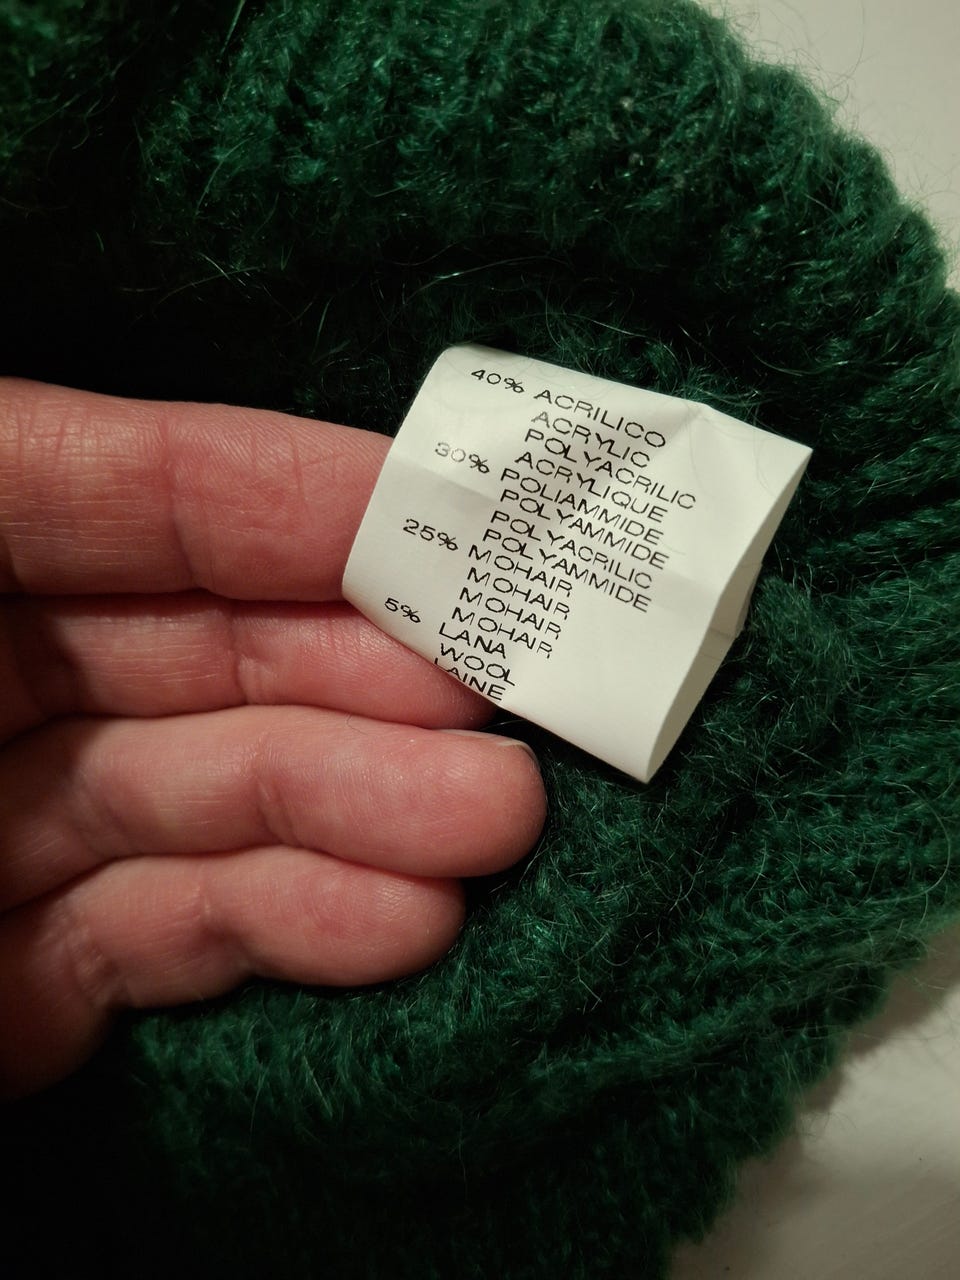 40% ACRILICO
ACRYLIC
POLYACRILIC
ACRYLIQUE
30% POLIAMMIDE
POLYAMMIDE
POLYACRILIC
POLYAMMIDE
25% MOHAIR
MOHAIR
MOHAIR
MOHAIR
5% LANA
WOOL
LAINE